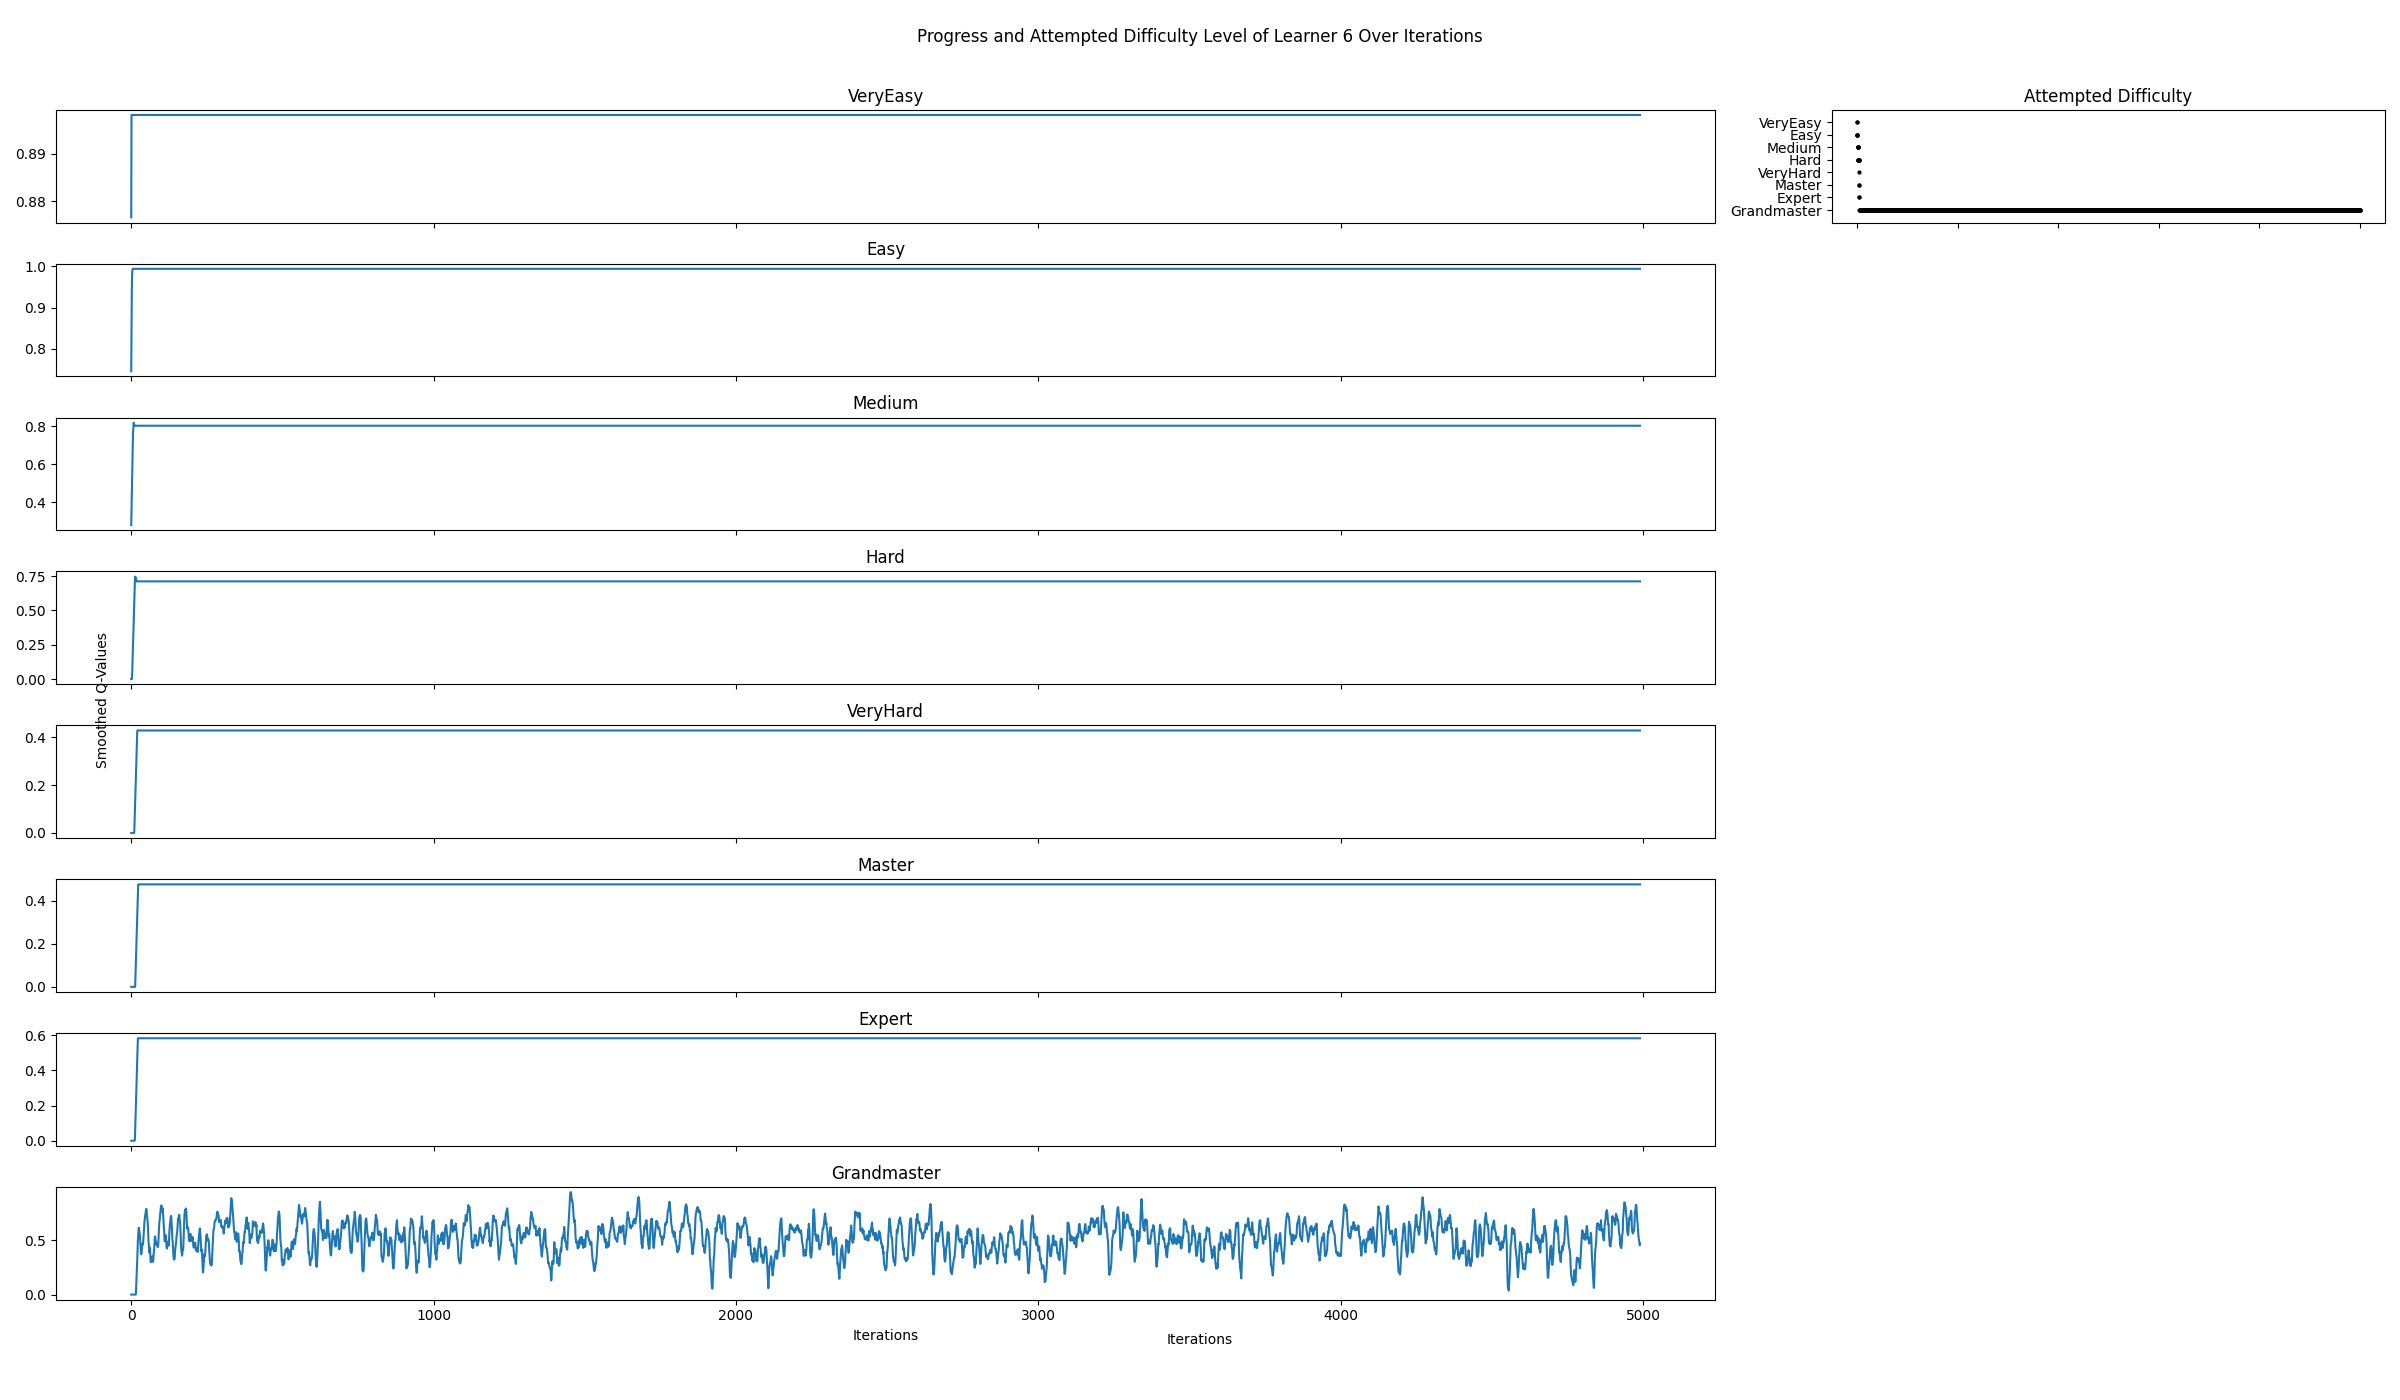 Progress and Attempted Difficulty Level of Learner 6 Over Iterations
VeryEasy
0.89
0.88
Attempted Difficulty
VeryEasy
Easy
Medium
Hard
VeryHard
Master
Expert
Grandmaster
Easy
1.0
0.9
0.8
Medium
0.8
0.6
0.4
Hard
0.75
0.50
0.25
0.00
Smoothed Q-Values
VeryHard
0.4
0.2
0.0
Master
0.4
0.2
0.0
Expert
0.6
0.4
0.2
0.0
Grandmaster
0.5
0.0
0 1000 2000 3000 4000 5000
Iterations
Iterations